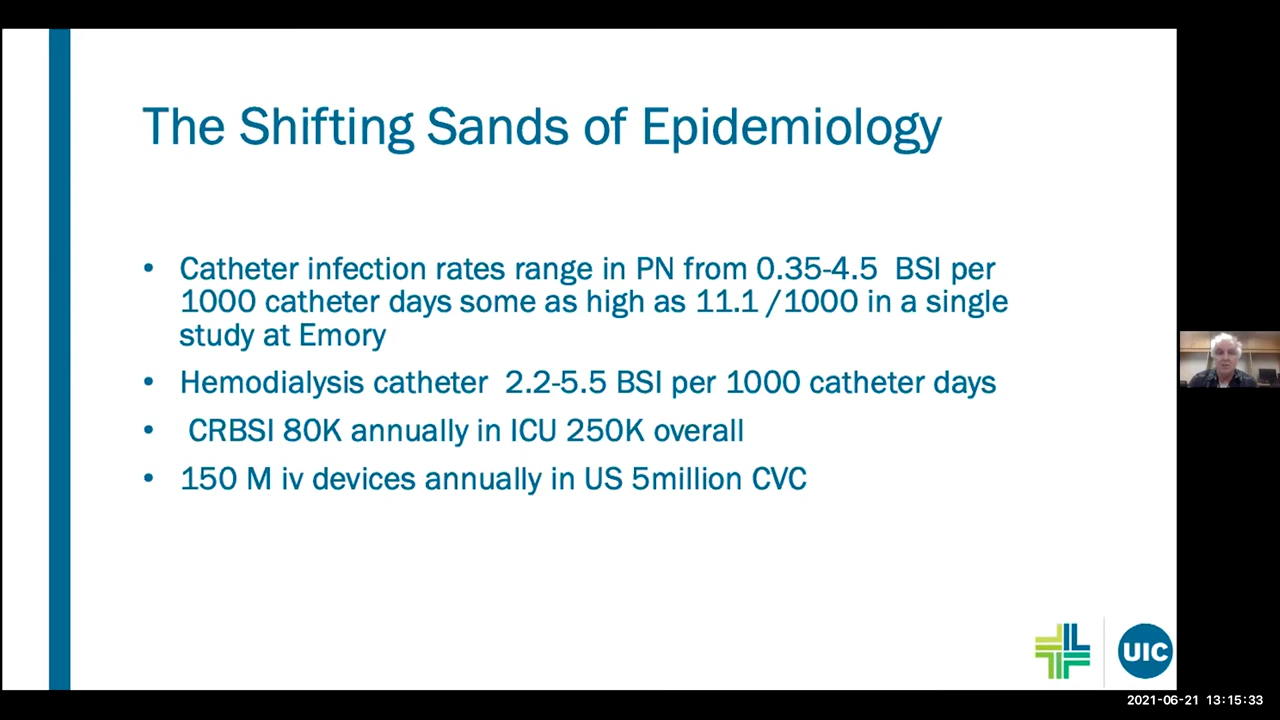 The Shifting Sands of Epidemiology
• Catheter infection rates range in PN from 0.35-4.5 BSI per
1000 catheter days some as high as 11.1 /1000 in a single
study at Emory
• Hemodialysis catheter 2.2-5.5 BSI per 1000 catheter days
• CRBSI 80K annually in ICU 250K overall
• 150 M iv devices annually in US 5million CVC
UIC
2021-06-21 13:15:33